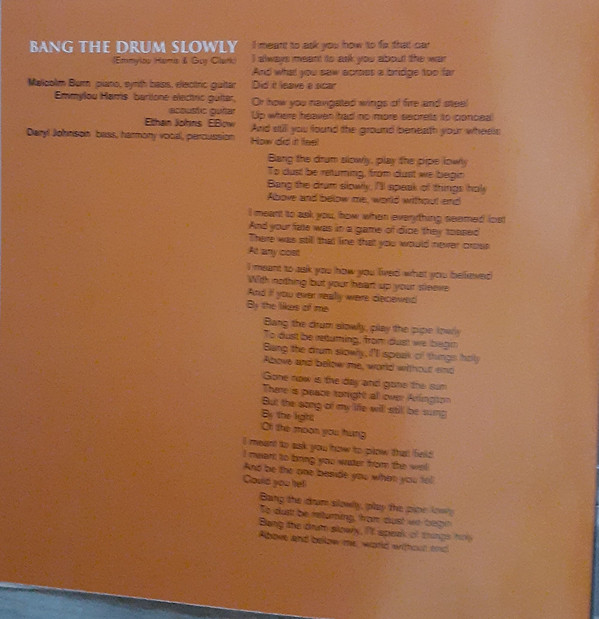 BANG THE DRUM SLOWLY
(Emmylou Harris & Guy Clark)
Malcolm Burn piano, synth bass, electric guitar
Emmylou Harris baritone electric guitar,
acoustic guitar
Ethan Johns EBow
Daryl Johnson bass, harmony vocal, percussion
I meant to ask you how to fix that car
I always meant to ask you about the war
And what you saw across a bridge too far
Did it leave a scar
Or how you navigated wings of fire and steel
Up where heaven had no more secrets to conceal
And still you found the ground beneath your wheels
How did it feel
Bang the drum slowly, play the pipe lowly
To dust be returning, from dust we begin
Bang the drum slowly, I'll speak of things holy
Above and below me, world without end
I meant to ask you, how when everything seemed lost
And your fate was in a game of dice they tossed
There was still that line that you would never cross
At any cost
I meant to ask you how you lived what you believed
With nothing but your heart up your sleeve
And if you ever really were deceived
By the likes of me
Bang the drum slowly, play the pipe lowly
To dust be returning, from dust we begin
Bang the drum slowly, I'll speak of things holy
Above and below me, world without end
Gone now is the day and gone the sun
There is peace tonight all over Arlington
But the song of my life will still be sung
By the light
Of the moon you hung
I meant to ask you how to plow that field
I meant to bring you water from the well
And be the one beside you when you fell
Could you tell
Bang the drum slowly, play the pipe lowly
To dust be returning, from dust we begin
Bang the drum slowly, I'll speak of things holy
Above and below me, world without end